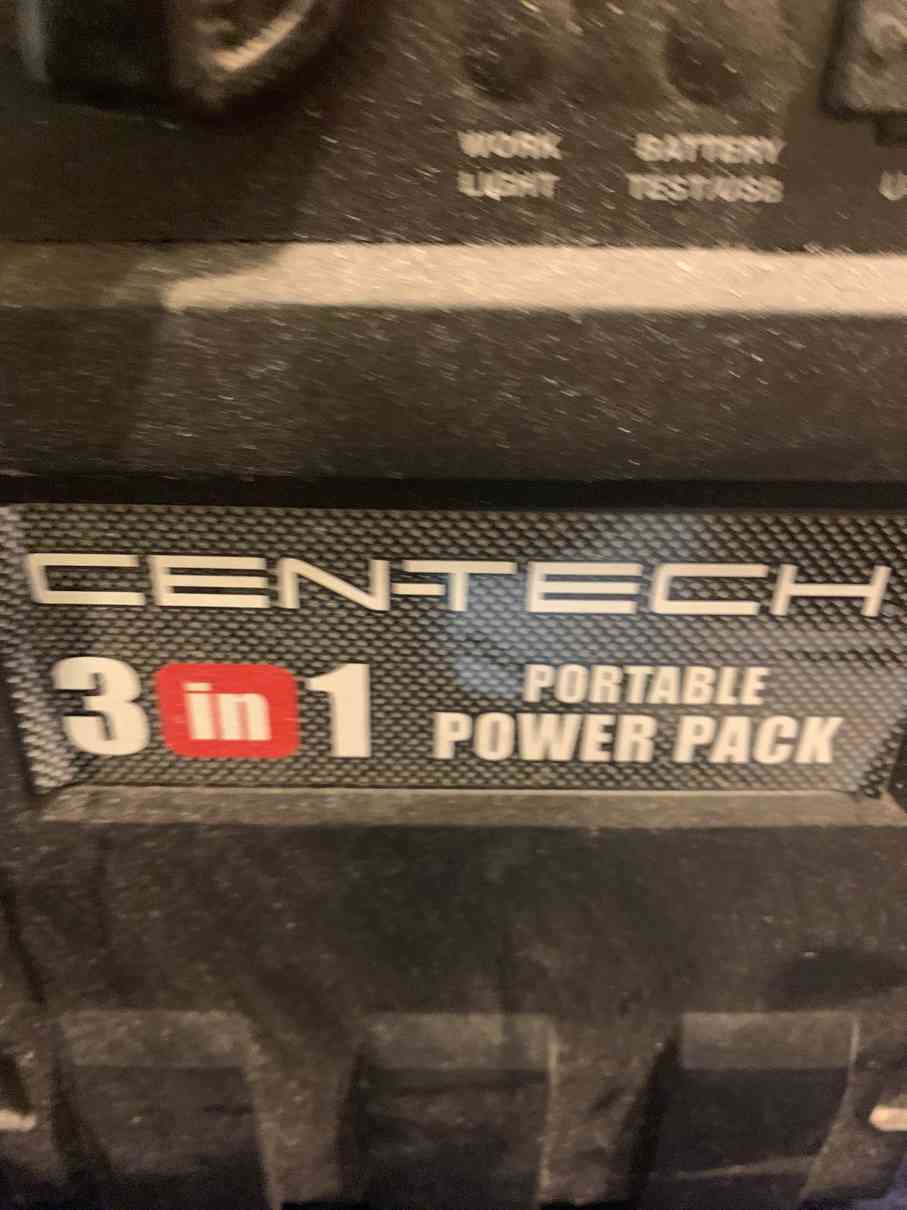 WORK BATTERY
LIGHT TEST/USB
CEN-TECH
3 in 1
PORTABLE
POWER PACK